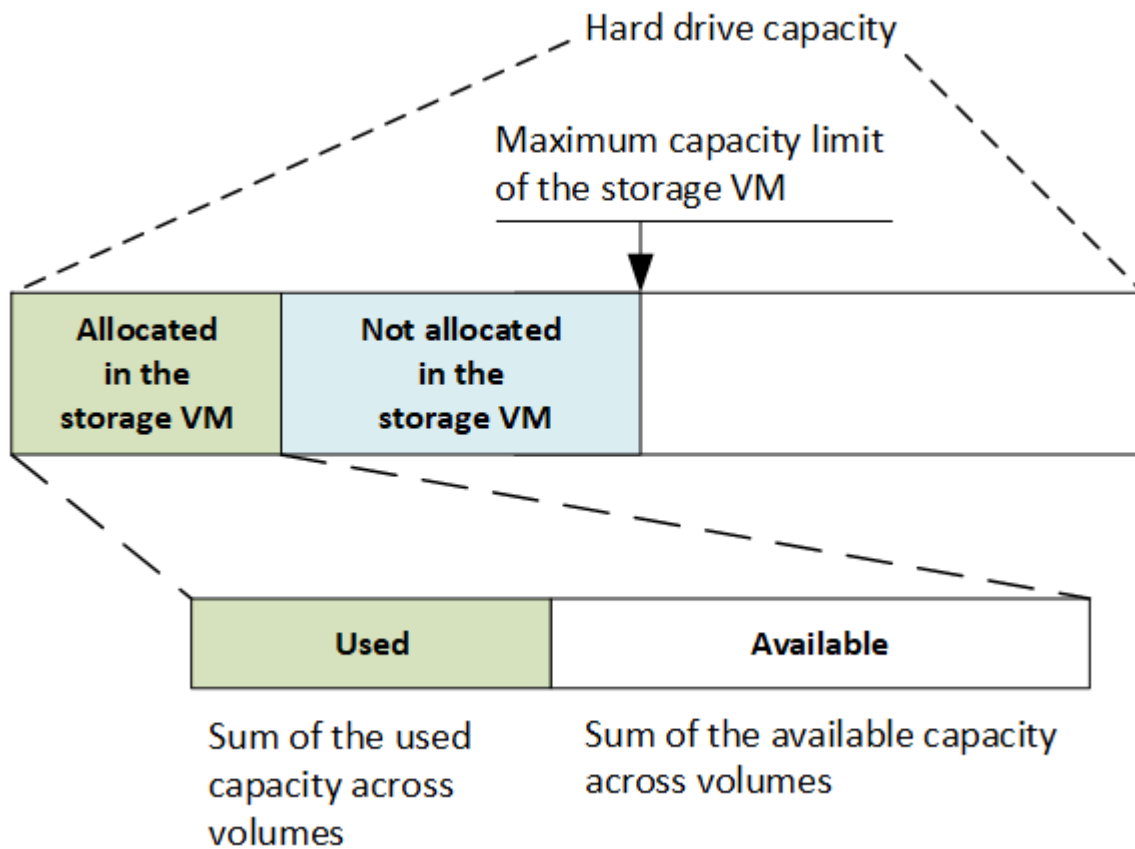 Hard drive capacity
Maximum capacity limit
of the storage VM
Allocated
in the
storage VM
Not allocated
in the
storage VM
Used
Available
Sum of the used
capacity across
volumes
Sum of the available capacity
across volumes